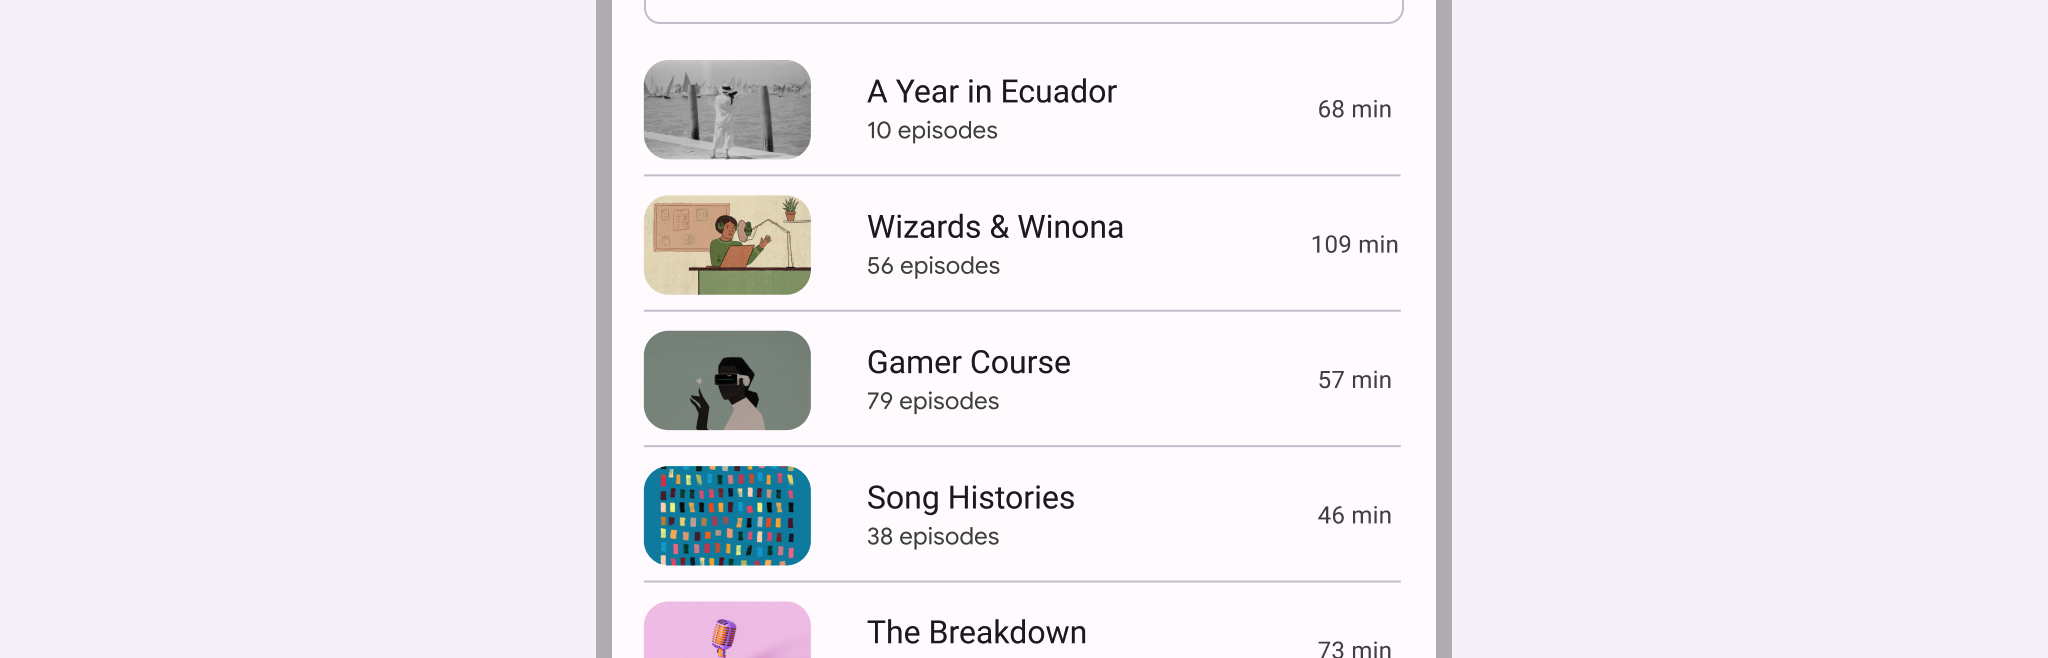 A Year in Ecuador
10 episodes
68 min
Wizards & Winona
56 episodes
109 min
Gamer Course
79 episodes
57 min
Song Histories
38 episodes
46 min
The Breakdown
73 min